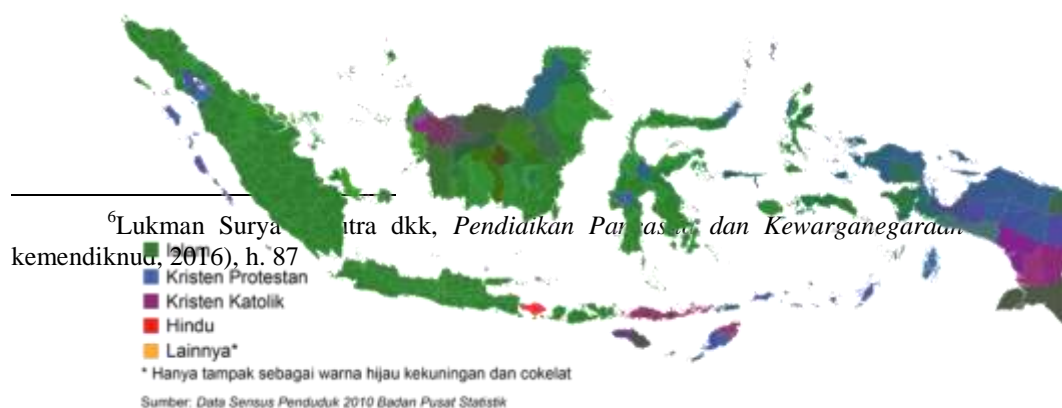 ⁶Lukman Surya utra dkk, Pendidikan dan Kewarganegaraan
kemendiknud, 2016), h. 87
Islam
Kristen Protestan
Kristen Katolik
Hindu
Lainnya*
* Hanya tampak sebagai warna hijau kekuningan dan cokelat
Sumber: Data Sensus Penduduk 2010 Badan Pusat Statistik